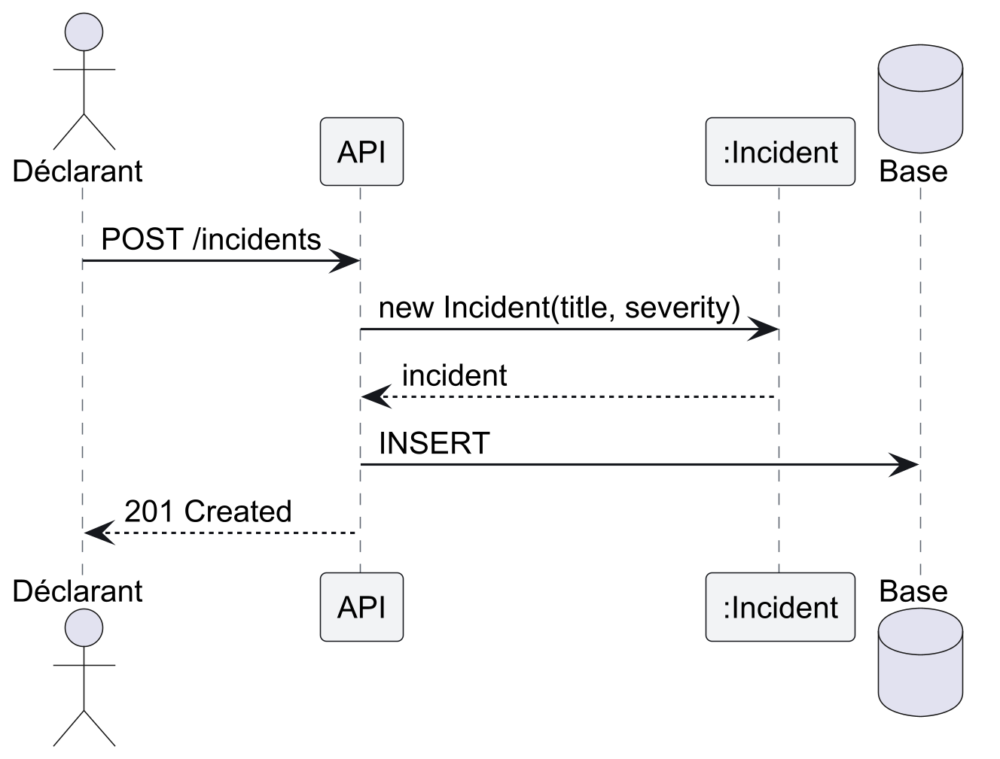 Déclarant
API
:Incident
Base
POST /incidents
new Incident(title, severity)
incident
INSERT
201 Created
Déclarant
API
:Incident
Base